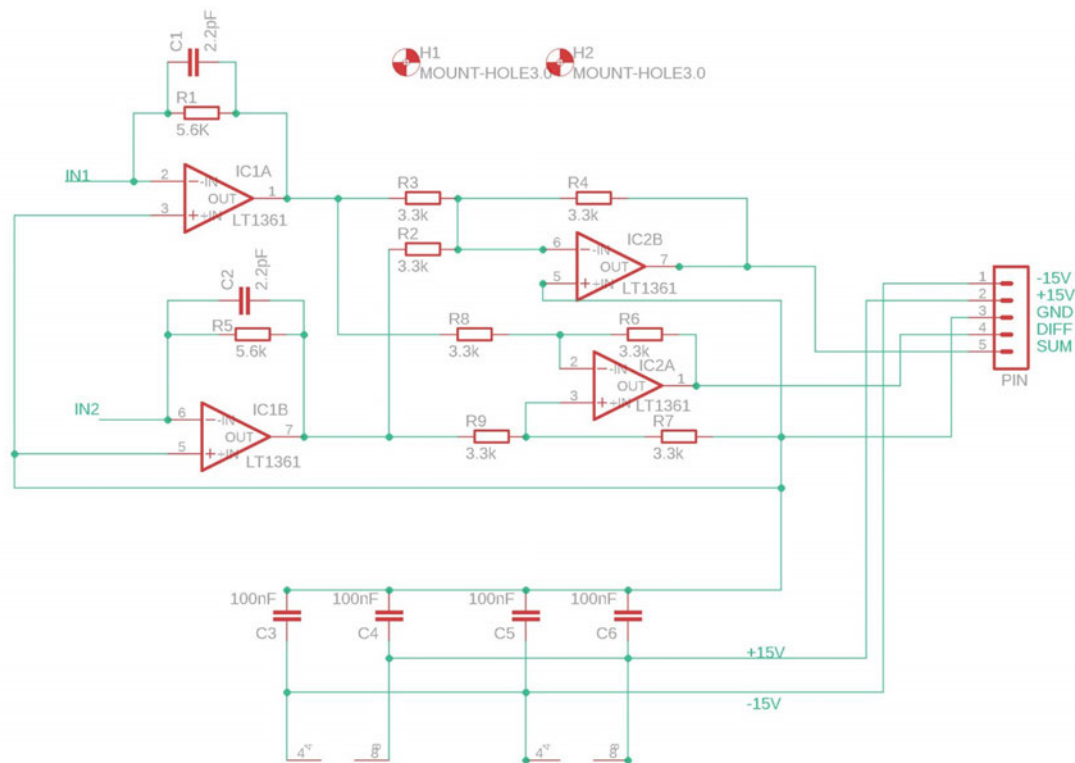 C1
2.2pF
H1
MOUNT-HOLE3.0
H2
MOUNT-HOLE3.0
R1
5.6K
IN1
2
-IN
IC1A
OUT
1
3
+IN
LT1361
R3
3.3k
R4
3.3k
R2
3.3k
6
-IN
IC2B
OUT
7
5
+IN
LT1361
C2
2.2pF
R5
5.6k
R8
3.3k
R6
3.3k
2
-IN
IC2A
OUT
1
3
+IN
LT1361
IN2
6
-IN
IC1B
OUT
7
5
+IN
LT1361
R9
3.3k
R7
3.3k
1
-15V
2
+15V
3
GND
4
DIFF
5
SUM
PIN
100nF
C3
100nF
C4
100nF
C5
100nF
C6
+15V
-15V
4
8
4
8